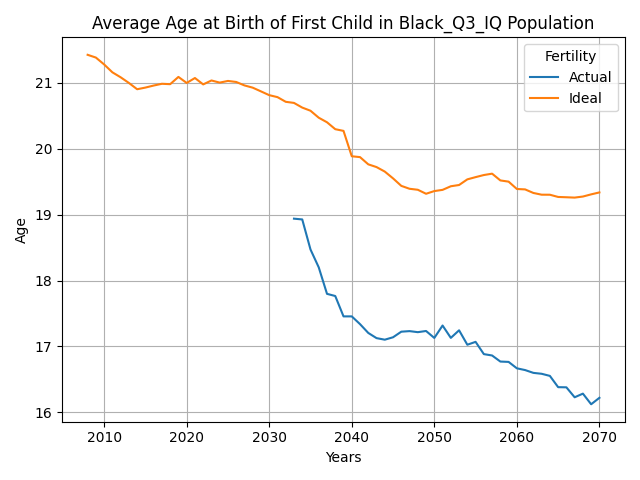 Average Age at Birth of First Child in Black_Q3_IQ Population
Fertility
Actual
Ideal
Age
21
20
19
18
17
16
2010 2020 2030 2040 2050 2060 2070
Years